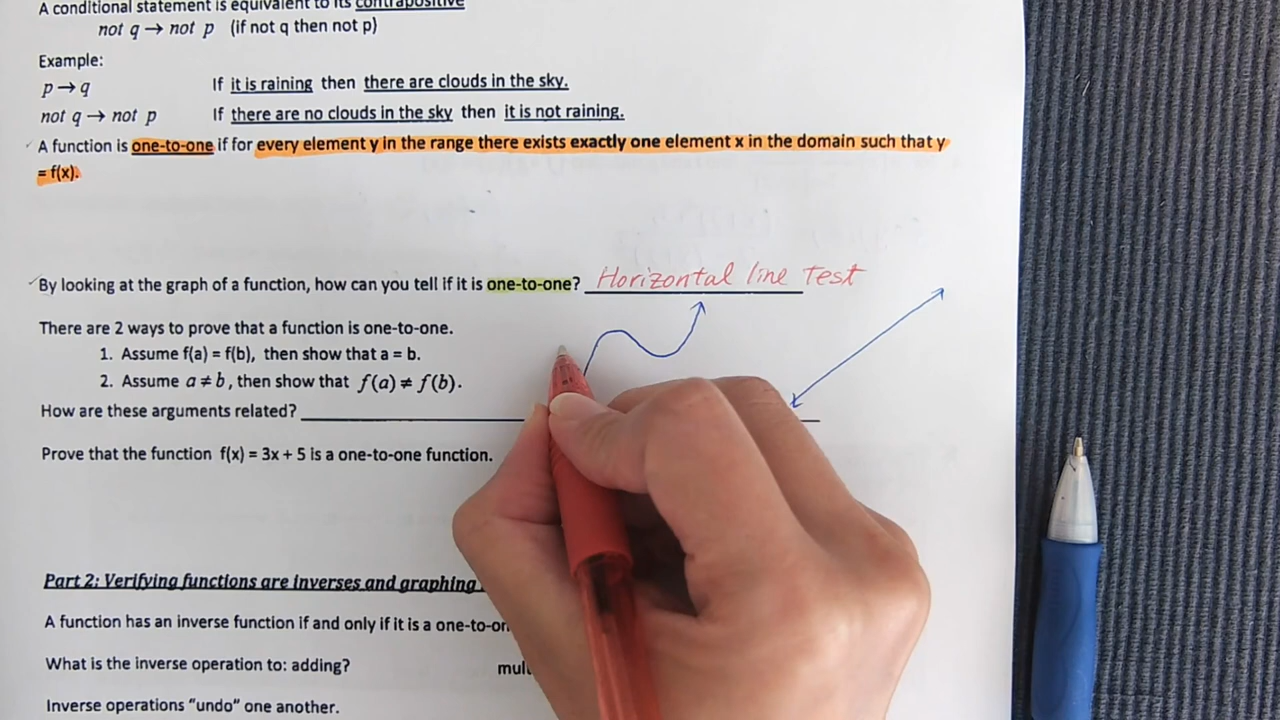 A conditional statement is equivalent to its contrapositive
not q → not p (if not q then not p)
Example:
p → q If it is raining then there are clouds in the sky.
not q → not p If there are no clouds in the sky then it is not raining.
A function is one-to-one if for every element y in the range there exists exactly one element x in the domain such that y
= f(x).
By looking at the graph of a function, how can you tell if it is one-to-one? Horizontal line Test
There are 2 ways to prove that a function is one-to-one.
1. Assume f(a) = f(b), then show that a = b.
2. Assume a ≠ b, then show that f(a) ≠ f(b).
How are these arguments related?
Prove that the function f(x) = 3x + 5 is a one-to-one function.
Part 2: Verifying functions are inverses and graphing
A function has an inverse function if and only if it is a
What is the inverse operation to: adding?
Inverse operations "undo" one another.